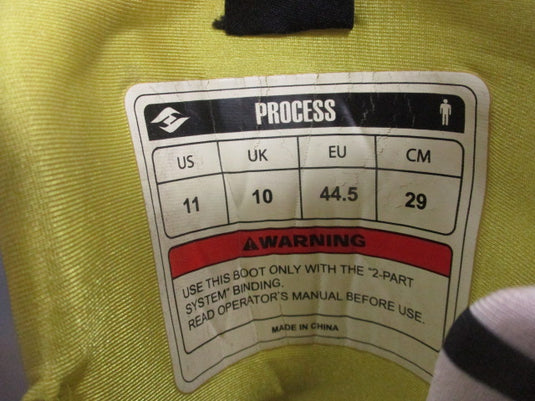 PROCESS
US UK EU CM
11 10 44.5 29
WARNING
USE THIS BOOT ONLY WITH THE "2-PART
SYSTEM" BINDING.
READ OPERATOR'S MANUAL BEFORE USE.
MADE IN CHINA